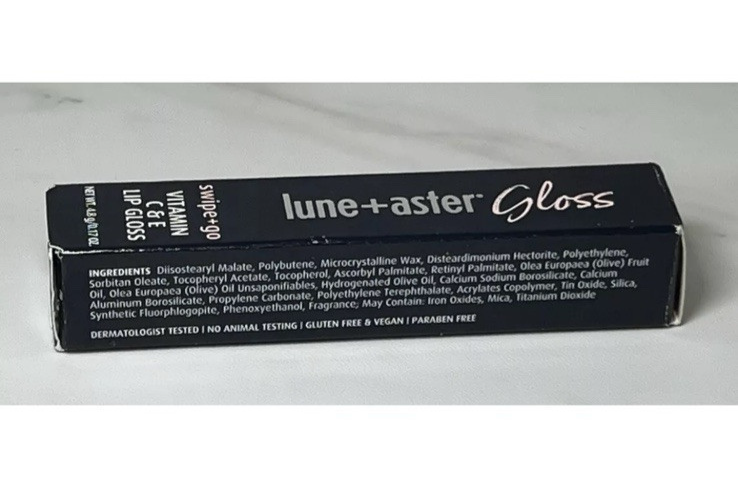 lune+aster™ Gloss
swipe+go
VITAMIN
C & E
LIP GLOSS
NET WT. 4.8 g/0.17 OZ.
INGREDIENTS Diisostearyl Malate, Polybutene, Microcrystalline Wax, Disteardimonium Hectorite, Polyethylene,
Sorbitan Oleate, Tocopheryl Acetate, Tocopherol, Ascorbyl Palmitate, Retinyl Palmitate, Olea Europaea (Olive) Fruit
Oil, Olea Europaea (Olive) Oil Unsaponifiables, Hydrogenated Olive Oil, Calcium Sodium Borosilicate, Calcium
Aluminum Borosilicate, Propylene Carbonate, Polyethylene Terephthalate, Acrylates Copolymer, Tin Oxide, Silica,
Synthetic Fluorphlogopite, Phenoxyethanol, Fragrance, May Contain: Iron Oxides, Mica, Titanium Dioxide
DERMATOLOGIST TESTED | NO ANIMAL TESTING | GLUTEN FREE & VEGAN | PARABEN FREE